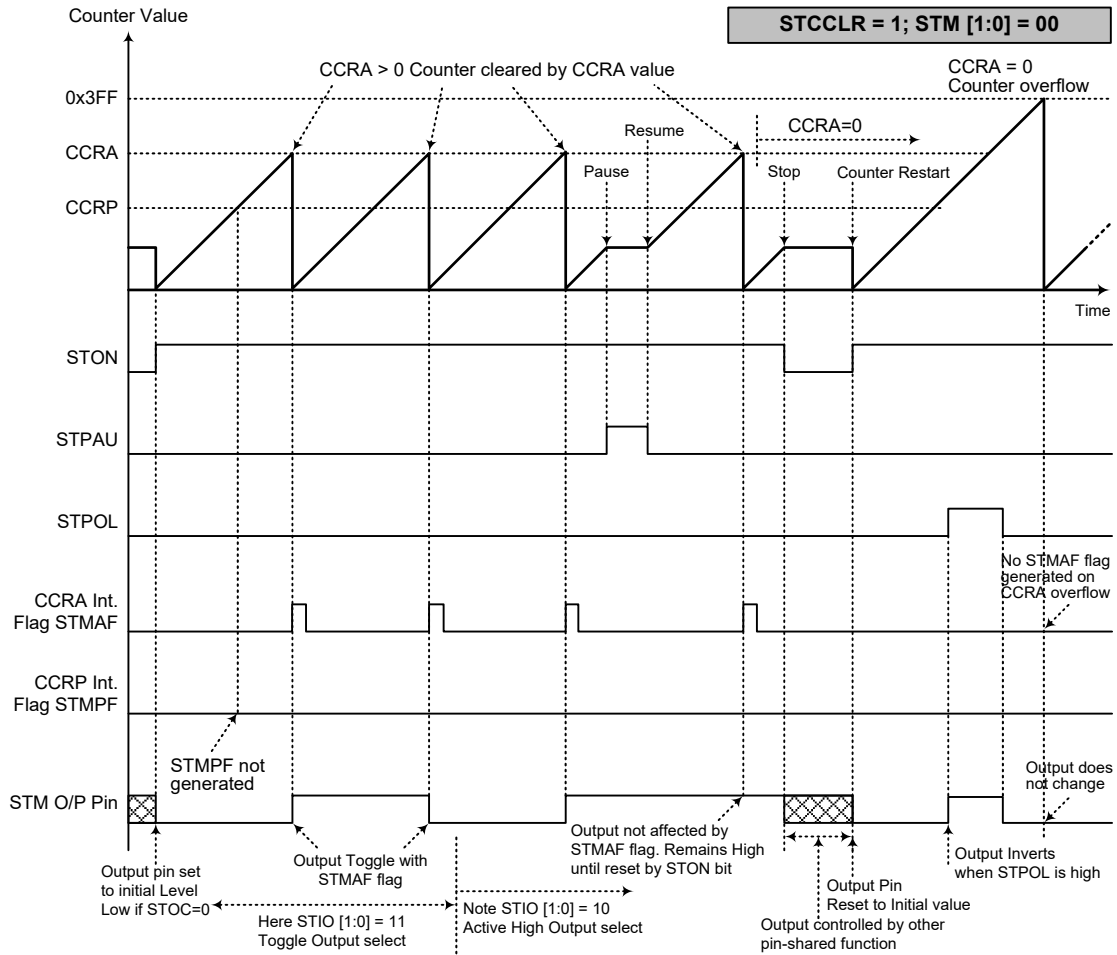 Counter Value
STCCLR = 1; STM [1:0] = 00
CCRA > 0 Counter cleared by CCRA value
CCRA = 0
Counter overflow
0x3FF
Resume
CCRA=0
CCRA
Pause
Stop
Counter Restart
CCRP
Time
STON
STPAU
STPOL
No STMAF flag
generated on
CCRA overflow
CCRA Int.
Flag STMAF
CCRP Int.
Flag STMPF
STMPF not
generated
Output does
not change
STM O/P Pin
Output pin set
to initial Level
Low if STOC=0
Output Toggle with
STMAF flag
Output not affected by
STMAF flag. Remains High
until reset by STON bit
Output Inverts
when STPOL is high
Output Pin
Reset to Initial value
Here STIO [1:0] = 11
Toggle Output select
Note STIO [1:0] = 10
Active High Output select
Output controlled by other
pin-shared function